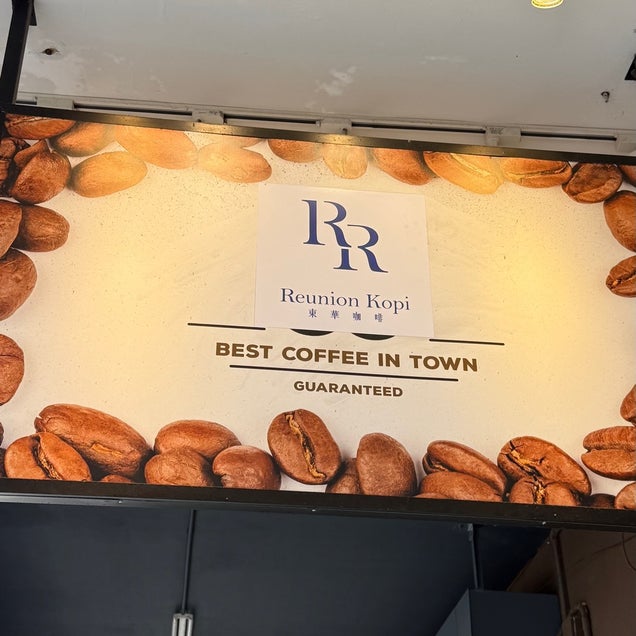 RR
Reunion Kopi
東華咖啡
BEST COFFEE IN TOWN
GUARANTEED